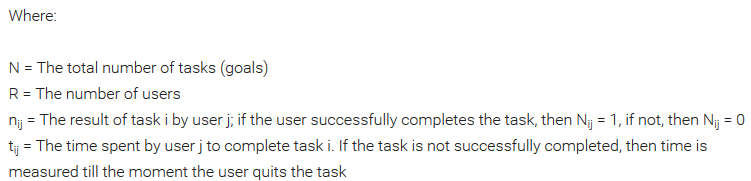 Where:
N = The total number of tasks (goals)
R = The number of users
nᵢⱼ = The result of task i by user j; if the user successfully completes the task, then Nᵢⱼ = 1, if not, then Nᵢⱼ = 0
tᵢⱼ = The time spent by user j to complete task i. If the task is not successfully completed, then time is
measured till the moment the user quits the task